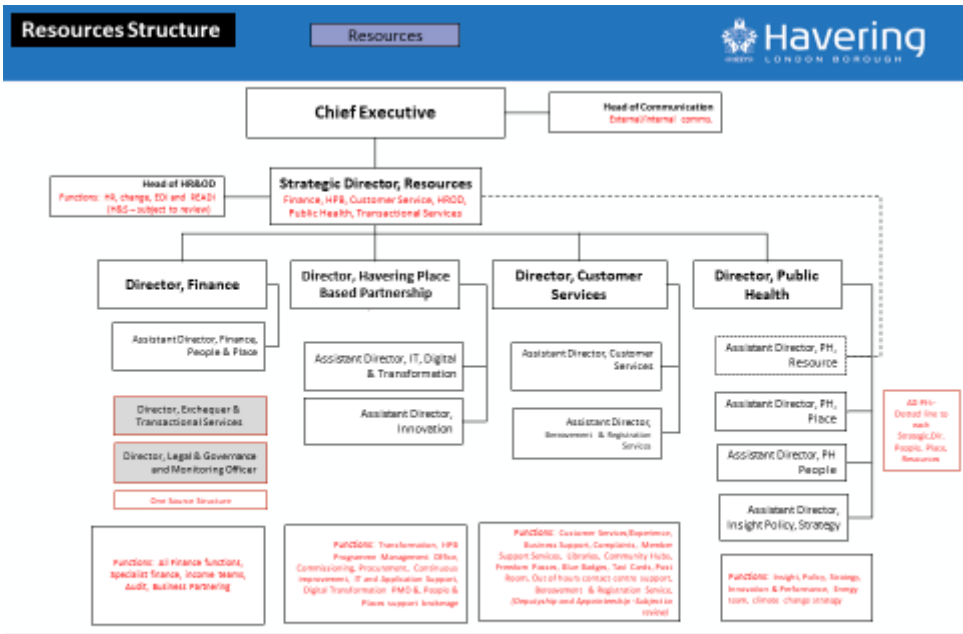 Resources Structure
Resources
Havering
LONDON BOROUGH
Chief Executive
Head of Communication
External/internal comms.
Head of HR&OD
Functions: HR, change, EDI and READI
(H&S – subject to review)
Strategic Director, Resources
Finance, HPB, Customer Service, HROD,
Public Health, Transactional Services
Director, Finance
Director, Havering Place
Based Partnership
Director, Customer
Services
Director, Public
Health
Assistant Director, Finance,
People & Place
Assistant Director, IT, Digital
& Transformation
Assistant Director, Customer
Services
Assistant Director, PH,
Resource
Director, Exchequer &
Transactional Services
Assistant Director,
Innovation
Assistant Director,
Bereavement & Registration
Services
Assistant Director, PH,
Place
AD PH-
Dotted line to
each
Strategic.Dir.
People, Place,
Resources
Director, Legal & Governance
and Monitoring Officer
Assistant Director, PH
People
One Source Structure
Assistant Director,
Insight Policy, Strategy
Functions: All Finance functions,
specialist finance, income teams,
Audit, Business Partnering
Functions: Transformation, HPB
Programme Management Office,
Commissioning, Procurement, Continuous
improvement, IT and Application Support,
Digital Transformation PMO &, People &
Places support brokerage
Functions: Customer Services/Experience,
Business Support, Complaints, Member
Support Services, Libraries, Community Hubs,
Freedom Passes, Blue Badges, Taxi Cards, Post
Room, Out of hours contact centre support,
Bereavement & Registration Service,
(Deputyship and Appointeeship -Subject to
review)
Functions: Insight, Policy, Strategy,
Innovation & Performance, Energy
team, climate change strategy